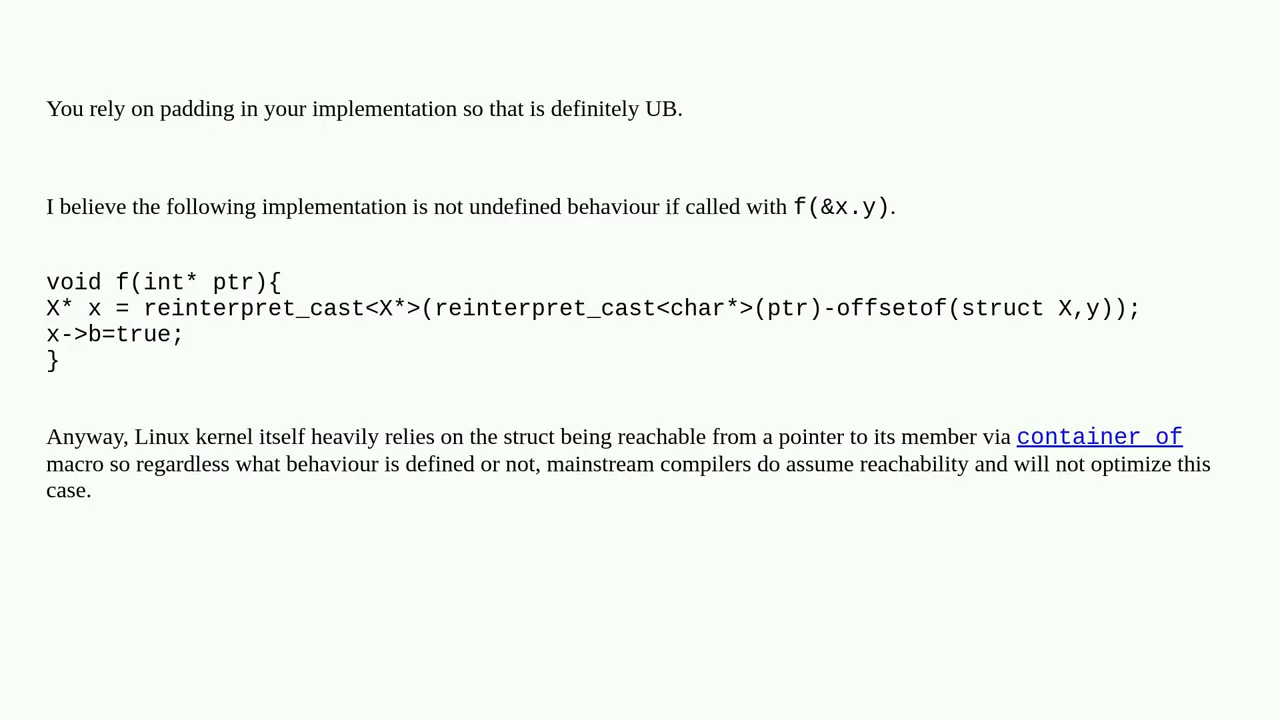 You rely on padding in your implementation so that is definitely UB.
I believe the following implementation is not undefined behaviour if called with f(&x.y).
void f(int* ptr){
X* x = reinterpret_cast<X*>(reinterpret_cast<char*>(ptr)-offsetof(struct X,y));
x->b=true;
}
Anyway, Linux kernel itself heavily relies on the struct being reachable from a pointer to its member via container_of
macro so regardless what behaviour is defined or not, mainstream compilers do assume reachability and will not optimize this
case.